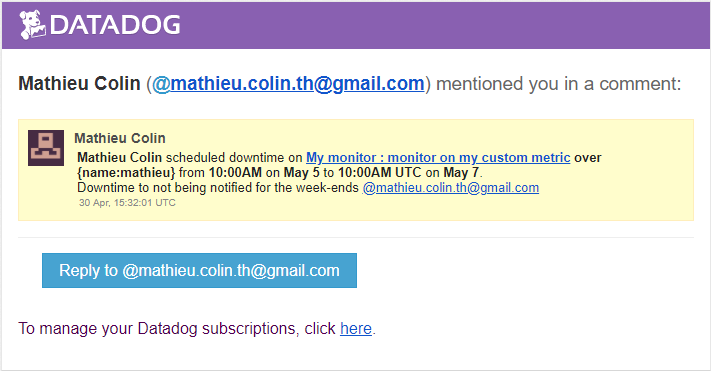 DATADOG
Mathieu Colin (@mathieu.colin.th@gmail.com) mentioned you in a comment:
Mathieu Colin
Mathieu Colin scheduled downtime on My monitor : monitor on my custom metric over
{name:mathieu} from 10:00AM on May 5 to 10:00AM UTC on May 7.
Downtime to not being notified for the week-ends @mathieu.colin.th@gmail.com
30 Apr, 15:32:01 UTC
Reply to @mathieu.colin.th@gmail.com
To manage your Datadog subscriptions, click here.